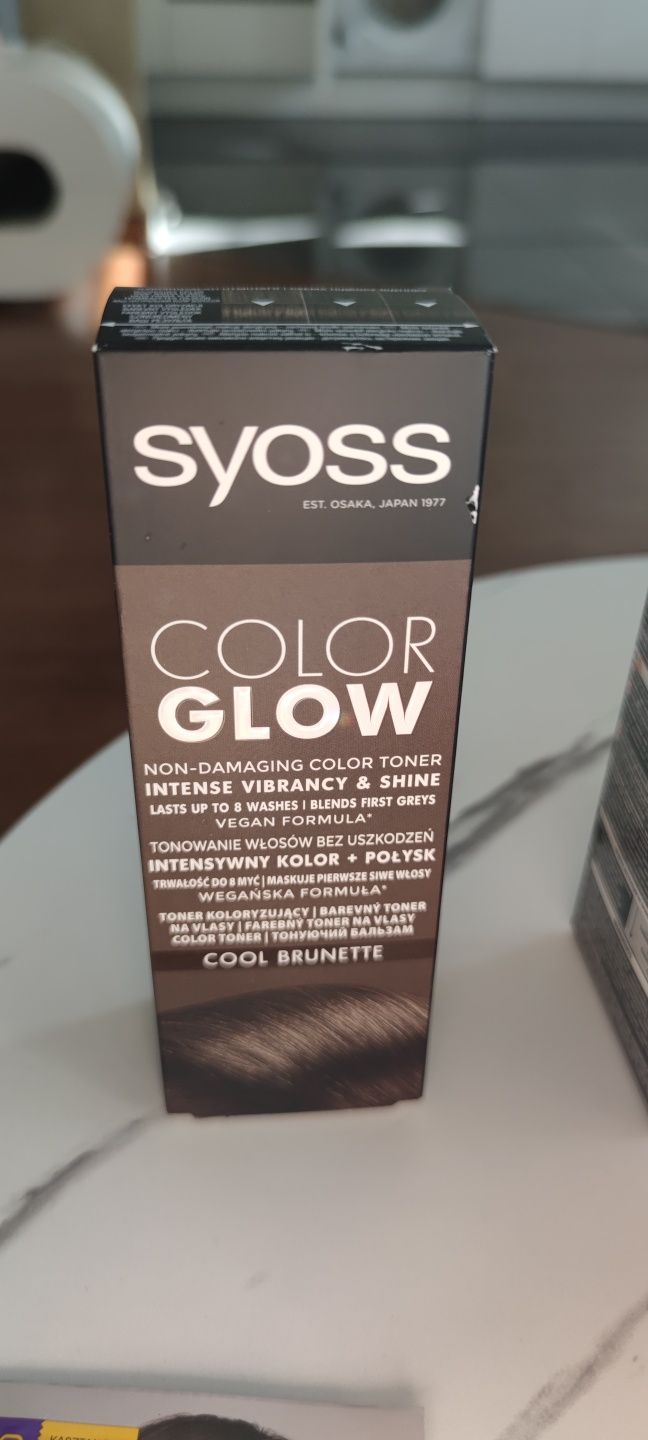 syoss
EST. OSAKA, JAPAN 1977
COLOR
GLOW
NON-DAMAGING COLOR TONER
INTENSE VIBRANCY & SHINE
LASTS UP TO 8 WASHES | BLENDS FIRST GREYS
VEGAN FORMULA*
TONOWANIE WŁOSÓW BEZ USZKODZEŃ
INTENSYWNY KOLOR + POŁYSK
TRWAŁOŚĆ DO 8 MYĆ | MASKUJE PIERWSZE SIWE WŁOSY
WEGAŃSKA FORMUŁA*
TONER KOLORYZUJĄCY | BAREVNÝ TONER
NA VLASY | FAREBNÝ TONER NA VLASY
COLOR TONER | ТОНУЮЧИЙ БАЛЬЗАМ
COOL BRUNETTE